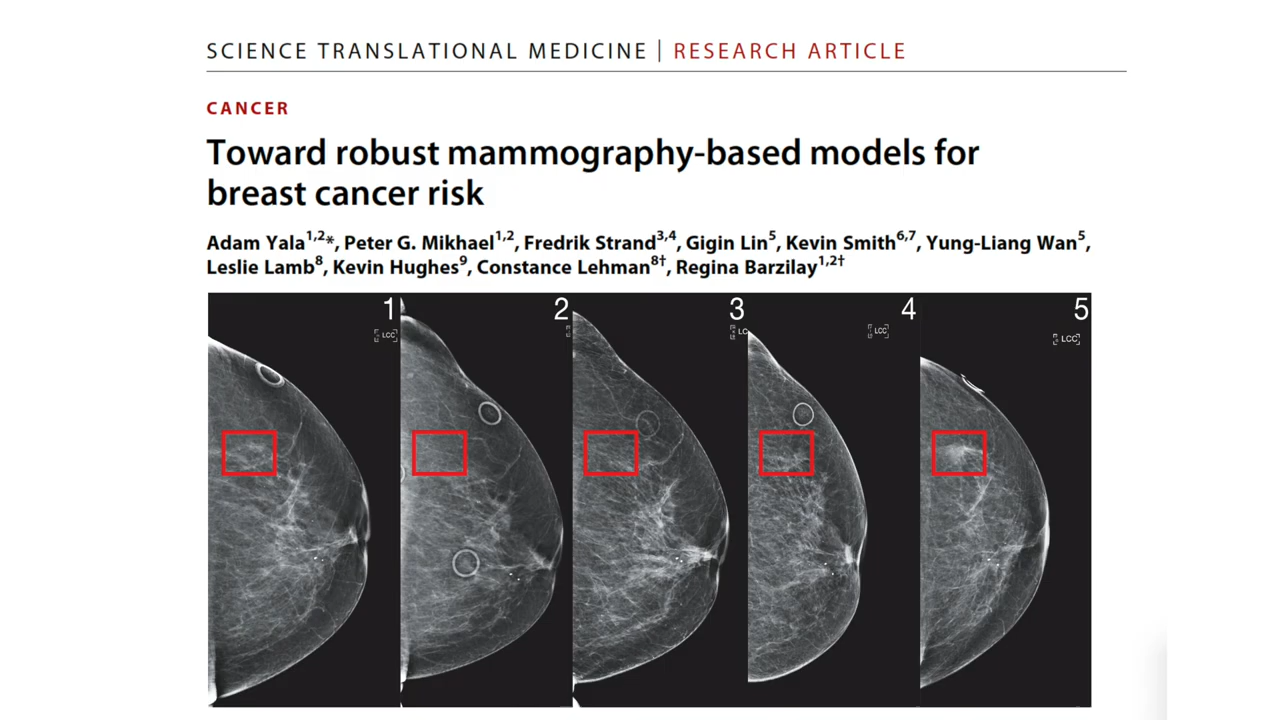 SCIENCE TRANSLATIONAL MEDICINE | RESEARCH ARTICLE
CANCER
Toward robust mammography-based models for
breast cancer risk
Adam Yala1,2*, Peter G. Mikhael1,2, Fredrik Strand3,4, Gigin Lin5, Kevin Smith6,7, Yung-Liang Wan5,
Leslie Lamb8, Kevin Hughes9, Constance Lehman8†, Regina Barzilay1,2†
1 2 3 4 5
LCC LC LCC LCC